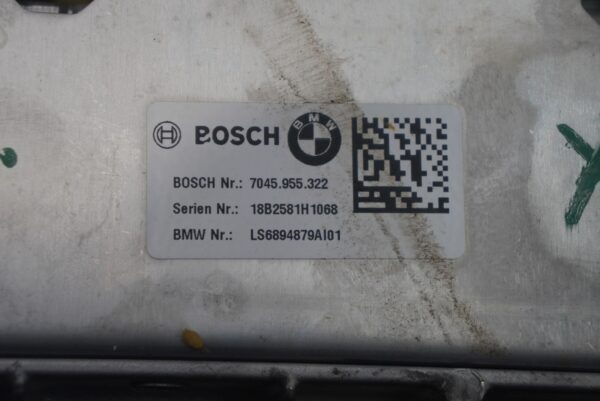 BOSCH BMW
BOSCH Nr.: 7045.955.322
Serien Nr.: 18B2581H1068
BMW Nr.: LS6894879AI01